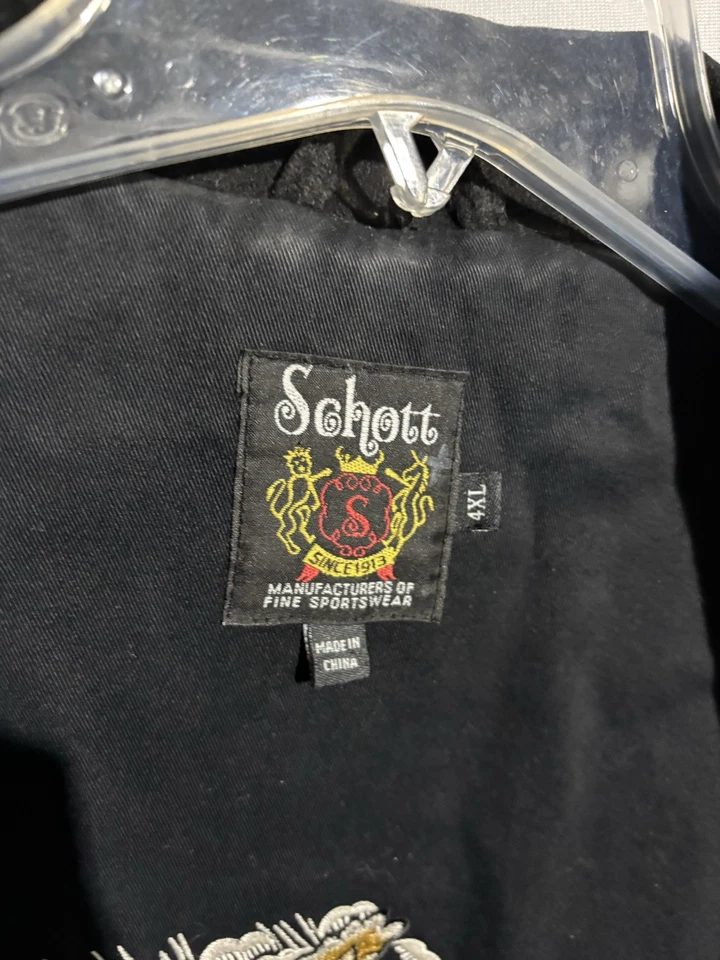 Schott
S
SINCE 1913
MANUFACTURERS OF
FINE SPORTSWEAR
4XL
MADE IN
CHINA